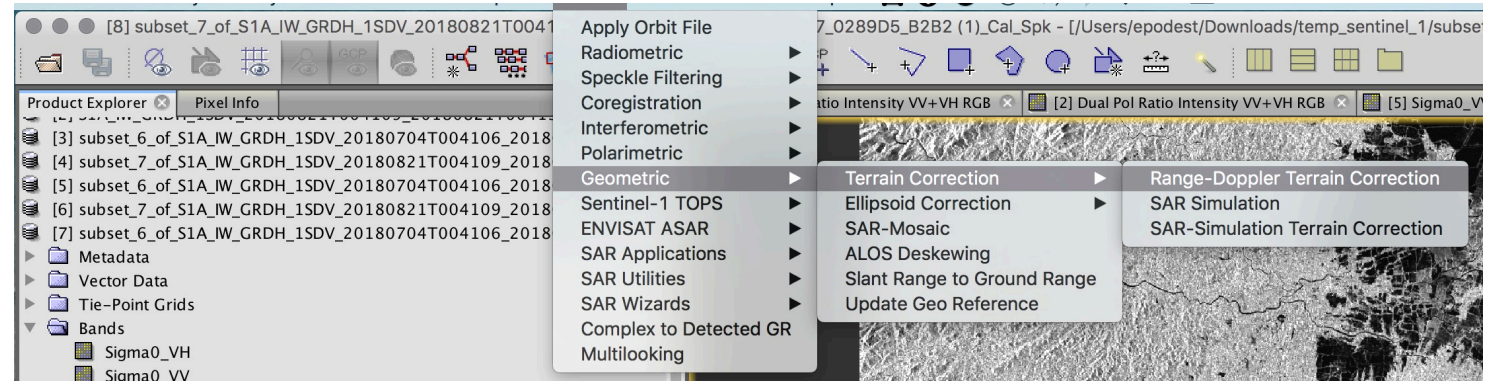 [8] subset_7_of_S1A_IW_GRDH_1SDV_20180821T0041
7_0289D5_B2B2 (1)_Cal_Spk - [/Users/epodest/Downloads/temp_sentinel_1/subse
GCP
Product Explorer
Pixel Info
atio Intensity VV+VH RGB
[2] Dual Pol Ratio Intensity VV+VH RGB
[5] Sigma0_V
[3] subset_6_of_S1A_IW_GRDH_1SDV_20180704T004106_2018
[4] subset_7_of_S1A_IW_GRDH_1SDV_20180821T004109_2018
[5] subset_6_of_S1A_IW_GRDH_1SDV_20180704T004106_2018
[6] subset_7_of_S1A_IW_GRDH_1SDV_20180821T004109_2018
[7] subset_6_of_S1A_IW_GRDH_1SDV_20180704T004106_2018
Metadata
Vector Data
Tie-Point Grids
Bands
Sigma0_VH
Sigma0_VV
Apply Orbit File
Radiometric
Speckle Filtering
Coregistration
Interferometric
Polarimetric
Geometric
Sentinel-1 TOPS
ENVISAT ASAR
SAR Applications
SAR Utilities
SAR Wizards
Complex to Detected GR
Multilooking
Terrain Correction
Ellipsoid Correction
SAR-Mosaic
ALOS Deskewing
Slant Range to Ground Range
Update Geo Reference
Range-Doppler Terrain Correction
SAR Simulation
SAR-Simulation Terrain Correction